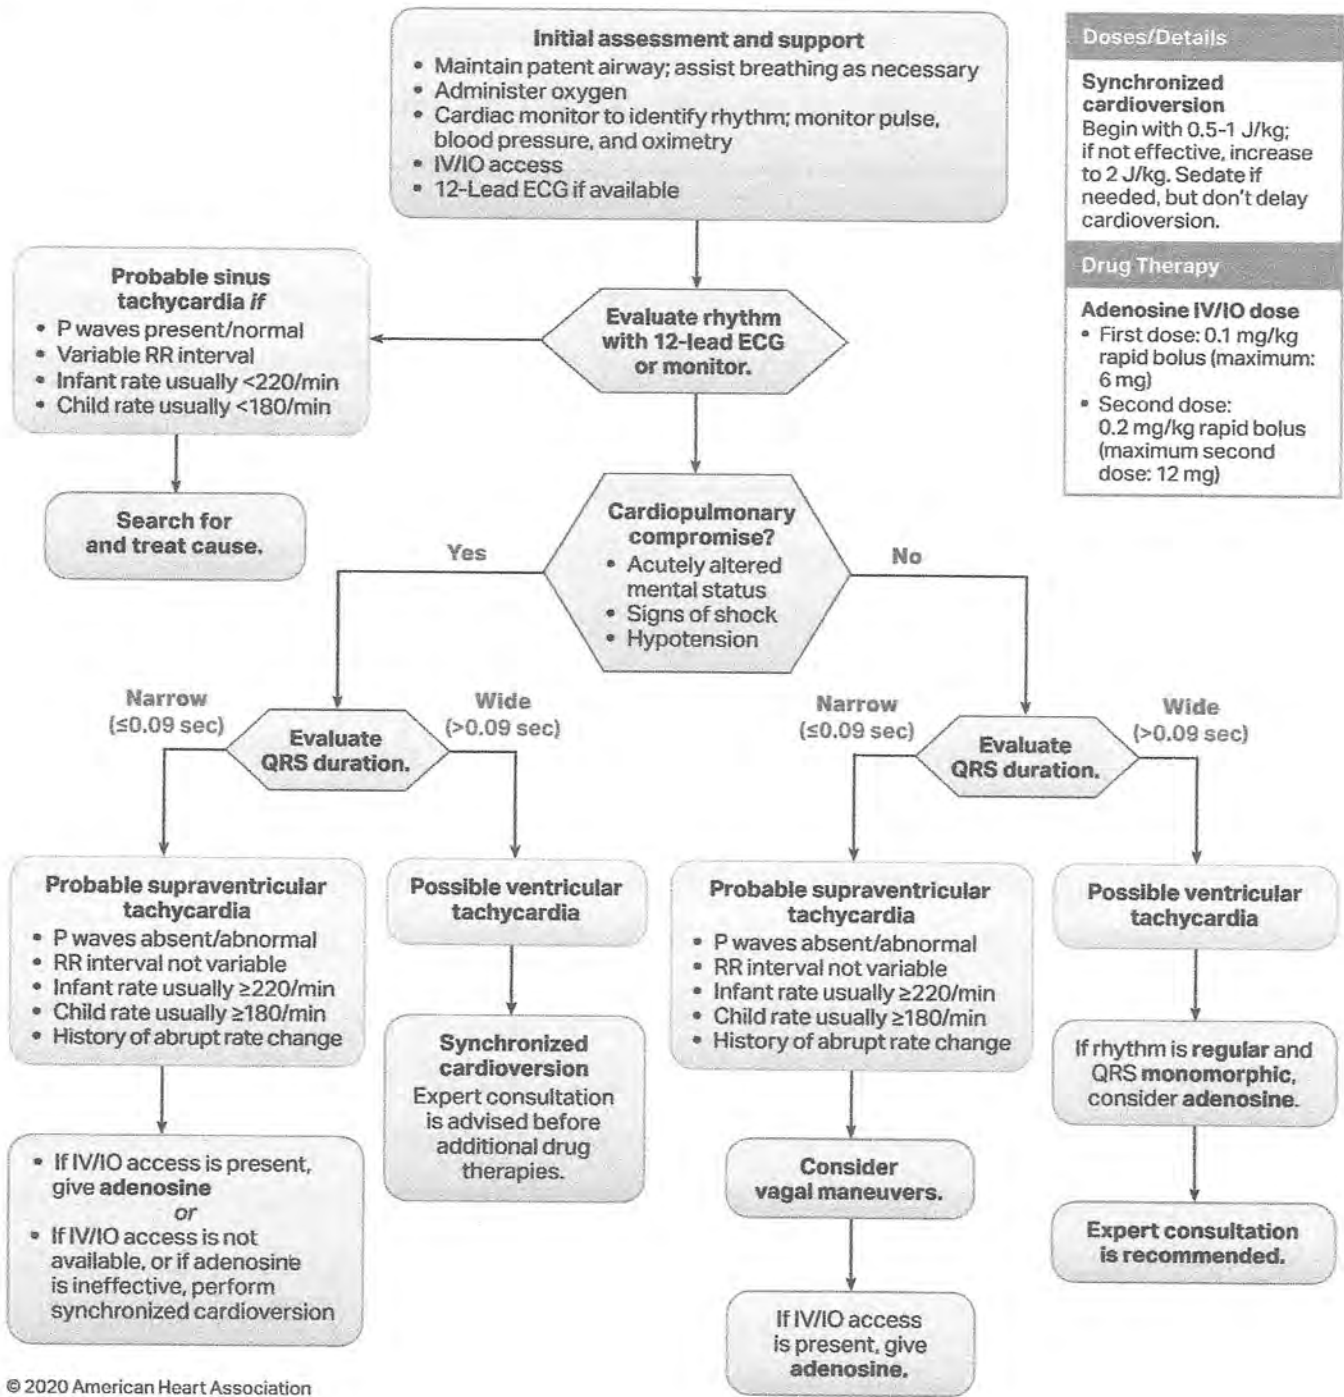 Initial assessment and support
• Maintain patent airway; assist breathing as necessary
• Administer oxygen
• Cardiac monitor to identify rhythm; monitor pulse,
blood pressure, and oximetry
• IV/IO access
• 12-Lead ECG if available
Doses/Details
Synchronized
cardioversion
Begin with 0.5-1 J/kg;
if not effective, increase
to 2 J/kg. Sedate if
needed, but don't delay
cardioversion.
Drug Therapy
Adenosine IV/IO dose
• First dose: 0.1 mg/kg
rapid bolus (maximum:
6 mg)
• Second dose:
0.2 mg/kg rapid bolus
(maximum second
dose: 12 mg)
Probable sinus
tachycardia if
• P waves present/normal
• Variable RR interval
• Infant rate usually <220/min
• Child rate usually <180/min
Evaluate rhythm
with 12-lead ECG
or monitor.
Search for
and treat cause.
Cardiopulmonary
compromise?
• Acutely altered
mental status
• Signs of shock
• Hypotension
Yes
No
Narrow
(≤0.09 sec)
Evaluate
QRS duration.
Wide
(>0.09 sec)
Narrow
(≤0.09 sec)
Evaluate
QRS duration.
Wide
(>0.09 sec)
Probable supraventricular
tachycardia
• P waves absent/abnormal
• RR interval not variable
• Infant rate usually ≥220/min
• Child rate usually ≥180/min
• History of abrupt rate change
Possible ventricular
tachycardia
Probable supraventricular
tachycardia
• P waves absent/abnormal
• RR interval not variable
• Infant rate usually ≥220/min
• Child rate usually ≥180/min
• History of abrupt rate change
Possible ventricular
tachycardia
• If IV/IO access is present,
give adenosine
or
• If IV/IO access is not
available, or if adenosine
is ineffective, perform
synchronized cardioversion
Synchronized
cardioversion
Expert consultation
is advised before
additional drug
therapies.
Consider
vagal maneuvers.
If IV/IO access
is present, give
adenosine.
If rhythm is regular and
QRS monomorphic,
consider adenosine.
Expert consultation
is recommended.
© 2020 American Heart Association